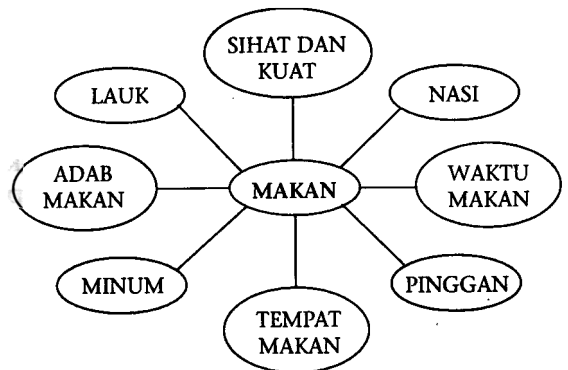 SIHAT DAN
KUAT
LAUK
NASI
ADAB
MAKAN
MAKAN
WAKTU
MAKAN
MINUM
PINGGAN
TEMPAT
MAKAN